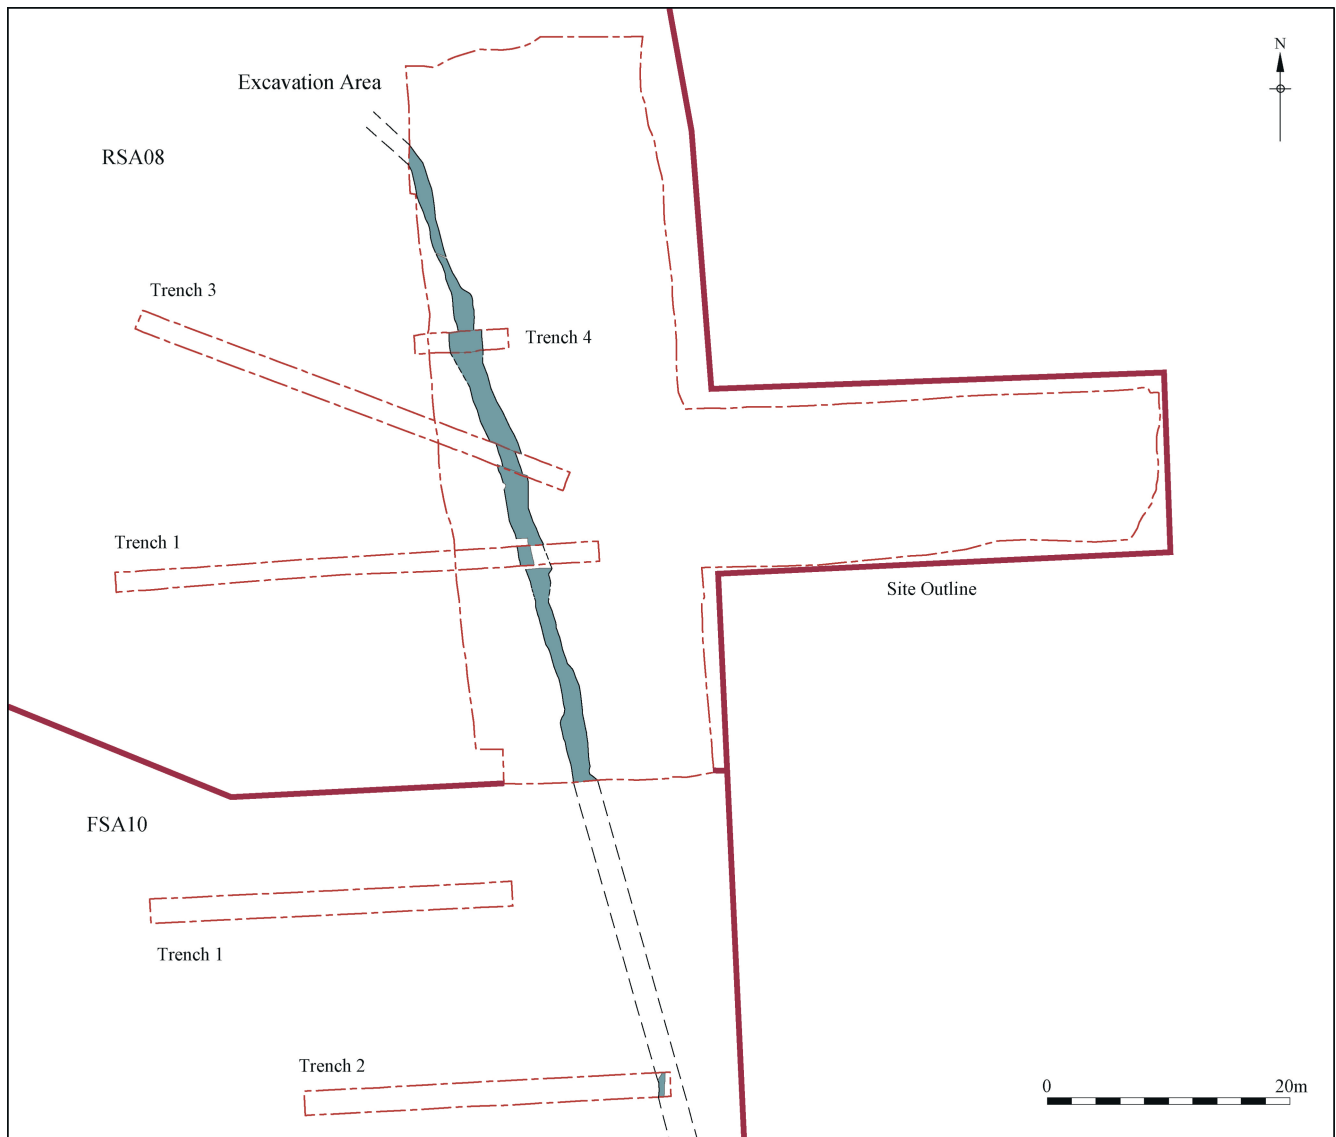 N
Excavation Area
RSA08
Trench 3
Trench 4
Trench 1
Site Outline
FSA10
Trench 1
Trench 2
0 20m